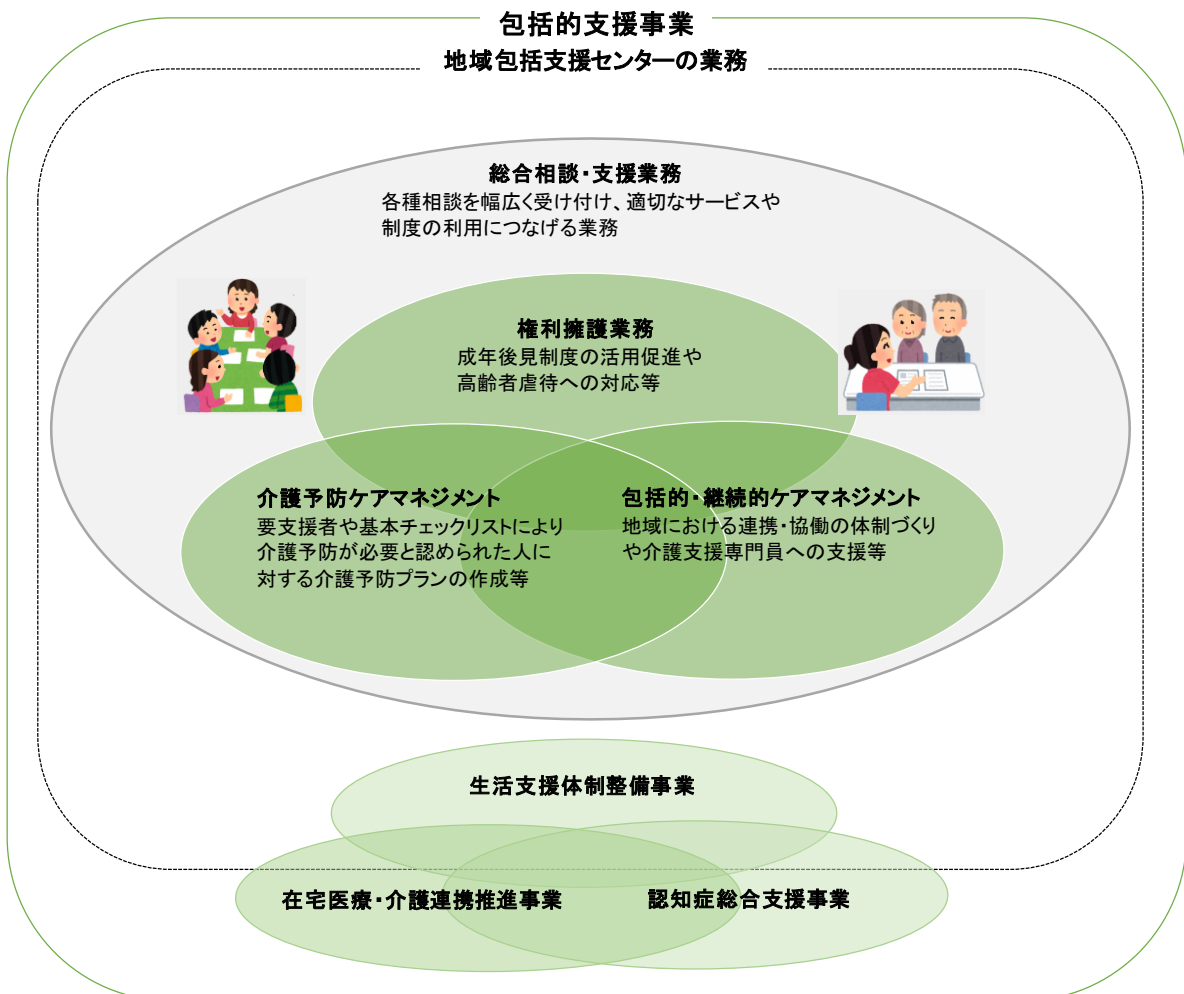 包括的支援事業
地域包括支援センターの業務
総合相談・支援業務
各種相談を幅広く受け付け、適切なサービスや
制度の利用につなげる業務
権利擁護業務
成年後見制度の活用促進や
高齢者虐待への対応等
介護予防ケアマネジメント
要支援者や基本チェックリストにより
介護予防が必要と認められた人に
対する介護予防プランの作成等
包括的・継続的ケアマネジメント
地域における連携・協働の体制づくり
や介護支援専門員への支援等
生活支援体制整備事業
在宅医療・介護連携推進事業
認知症総合支援事業